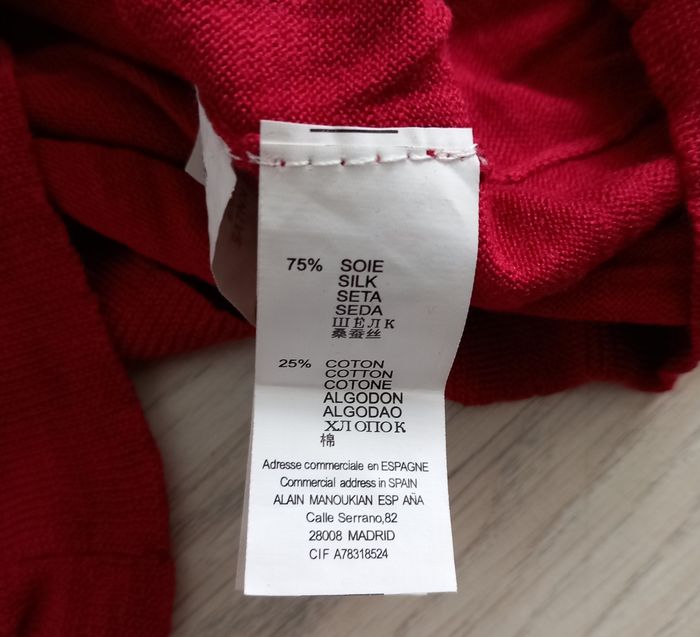 75% SOIE
SILK
SETA
SEDA
ШЁЛК
桑蚕丝
25% COTON
COTTON
COTONE
ALGODON
ALGODAO
ХЛОПОК
棉
Adresse commerciale en ESPAGNE
Commercial address in SPAIN
ALAIN MANOUKIAN ESP AÑA
Calle Serrano,82
28008 MADRID
CIF A78318524